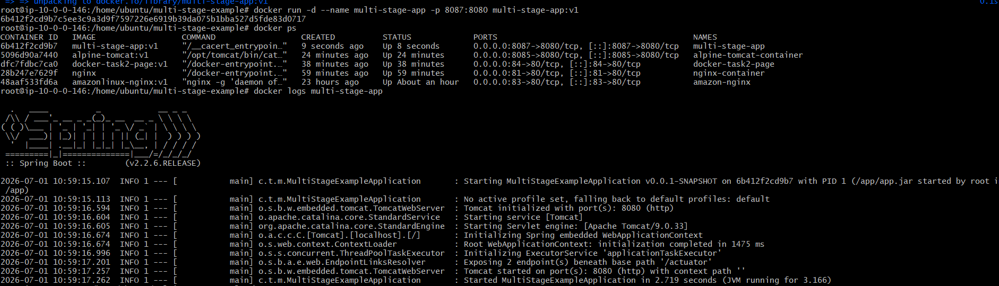 => => unpacking to docker.io/library/multi-stage-app:v1 0.1s
root@ip-10-0-0-146:/home/ubuntu/multi-stage-example# docker run -d --name multi-stage-app -p 8087:8080 multi-stage-app:v1
6b412f2cd9b7c5ee3c9a3d9f7597226e6919b39da075b1bba527d5fde83d0717
root@ip-10-0-0-146:/home/ubuntu/multi-stage-example# docker ps
CONTAINER ID   IMAGE                  COMMAND                  CREATED          STATUS             PORTS                                         NAMES
6b412f2cd9b7   multi-stage-app:v1     "/__cacert_entrypoin…"   9 seconds ago    Up 8 seconds       0.0.0.0:8087->8080/tcp, [::]:8087->8080/tcp   multi-stage-app
5096d90a7440   alpine-tomcat:v1       "/opt/tomcat/bin/cat…"   24 minutes ago   Up 24 minutes      0.0.0.0:8085->8080/tcp, [::]:8085->8080/tcp   alpine-tomcat-container
dfc7fdbc7ca0   docker-task2-page:v1   "/docker-entrypoint.…"   38 minutes ago   Up 38 minutes      0.0.0.0:84->80/tcp, [::]:84->80/tcp           docker-task2-page
28b247e7629f   nginx                  "/docker-entrypoint.…"   59 minutes ago   Up 59 minutes      0.0.0.0:81->80/tcp, [::]:81->80/tcp           nginx-container
48aaf533fd6a   amazonlinux-nginx:v1   "nginx -g 'daemon of…"   23 hours ago     Up About an hour   0.0.0.0:83->80/tcp, [::]:83->80/tcp           amazon-nginx
root@ip-10-0-0-146:/home/ubuntu/multi-stage-example# docker logs multi-stage-app

  .   ____          _            __ _ _
 /\\ / ___'_ __ _ _(_)_ __  __ _ \ \ \ \
( ( )\___ | '_ | '_| | '_ \/ _` | \ \ \ \
 \\/  ___)| |_)| | | | | || (_| |  ) ) ) )
  '  |____| .__|_| |_|_| |_\__, | / / / /
 =========|_|==============|___/=/_/_/_/
 :: Spring Boot ::        (v2.2.6.RELEASE)

2026-07-01 10:59:15.107  INFO 1 --- [           main] c.t.m.MultiStageExampleApplication       : Starting MultiStageExampleApplication v0.0.1-SNAPSHOT on 6b412f2cd9b7 with PID 1 (/app/app.jar started by root i
 /app)
2026-07-01 10:59:15.113  INFO 1 --- [           main] c.t.m.MultiStageExampleApplication       : No active profile set, falling back to default profiles: default
2026-07-01 10:59:16.594  INFO 1 --- [           main] o.s.b.w.embedded.tomcat.TomcatWebServer  : Tomcat initialized with port(s): 8080 (http)
2026-07-01 10:59:16.604  INFO 1 --- [           main] o.apache.catalina.core.StandardService   : Starting service [Tomcat]
2026-07-01 10:59:16.605  INFO 1 --- [           main] org.apache.catalina.core.StandardEngine  : Starting Servlet engine: [Apache Tomcat/9.0.33]
2026-07-01 10:59:16.674  INFO 1 --- [           main] o.a.c.c.C.[Tomcat].[localhost].[/]       : Initializing Spring embedded WebApplicationContext
2026-07-01 10:59:16.674  INFO 1 --- [           main] o.s.web.context.ContextLoader            : Root WebApplicationContext: initialization completed in 1475 ms
2026-07-01 10:59:16.996  INFO 1 --- [           main] o.s.s.concurrent.ThreadPoolTaskExecutor  : Initializing ExecutorService 'applicationTaskExecutor'
2026-07-01 10:59:17.201  INFO 1 --- [           main] o.s.b.a.e.web.EndpointLinksResolver      : Exposing 2 endpoint(s) beneath base path '/actuator'
2026-07-01 10:59:17.257  INFO 1 --- [           main] o.s.b.w.embedded.tomcat.TomcatWebServer  : Tomcat started on port(s): 8080 (http) with context path ''
2026-07-01 10:59:17.262  INFO 1 --- [           main] c.t.m.MultiStageExampleApplication       : Started MultiStageExampleApplication in 2.719 seconds (JVM running for 3.166)